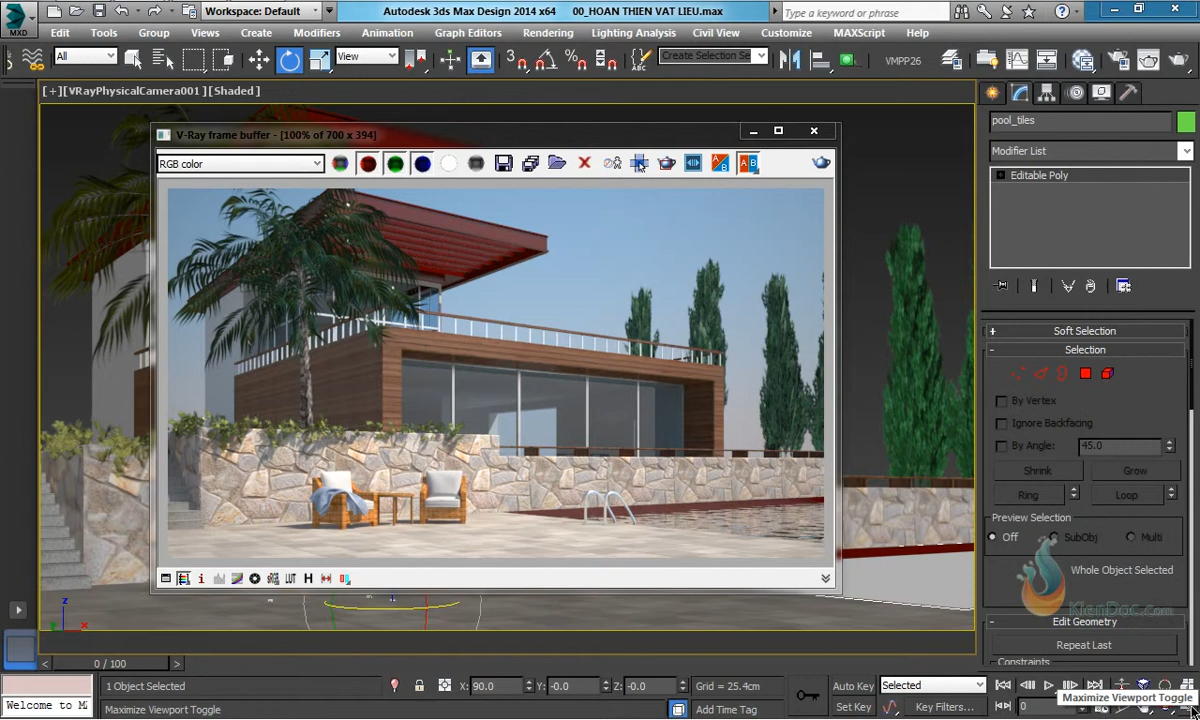 MXD
Workspace: Default
Autodesk 3ds Max Design 2014 x64 00_HOAN THIEN VAT LIEU.max
Type a keyword or phrase
Edit Tools Group Views Create Modifiers Animation Graph Editors Rendering Lighting Analysis Civil View Customize MAXScript Help
All
View
Create Selection Se
VMPP26
[+][VRayPhysicalCamera001][Shaded]
V-Ray frame buffer - [100% of 700 x 394]
RGB color
pool_tiles
Modifier List
Editable Poly
+ Soft Selection
- Selection
By Vertex
Ignore Backfacing
By Angle: 45.0
Shrink Grow
Ring Loop
Preview Selection
Off SubObj Multi
Whole Object Selected
KienDoc.com
- Edit Geometry
Repeat Last
Constraints
LUT H
z
x
< 0 / 100 >
1 Object Selected X: 90.0 Y: -0.0 Z: -0.0 Grid = 25.4cm Auto Key Selected
Maximize Viewport Toggle
Welcome to M
Maximize Viewport Toggle Add Time Tag Set Key Key Filters... 0